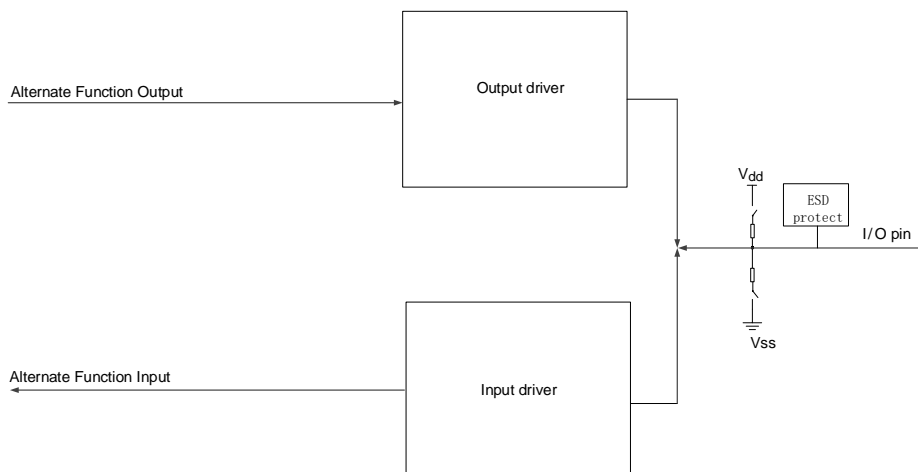 Alternate Function Output
Output driver
Vdd
ESD
protect
I/O pin
Vss
Alternate Function Input
Input driver